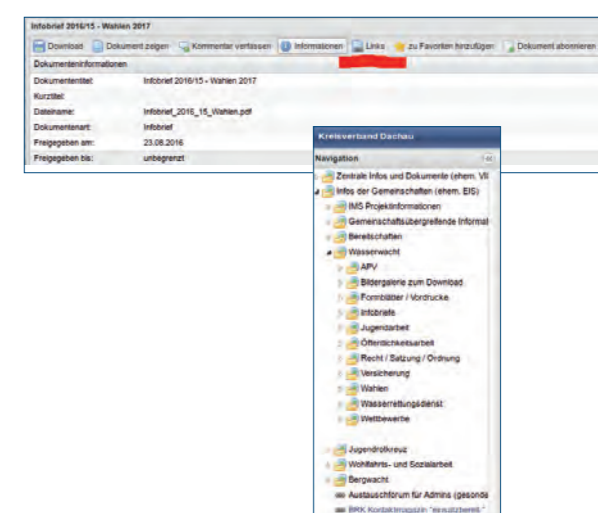 Infobrief 2016/15 - Wahlen 2017
Download Dokument zeigen Kommentar verfassen Informationen Links zu Favoriten hinzufügen Dokument abonnieren
Dokumenteninformationen
Dokumententitel: Infobrief 2016/15 - Wahlen 2017
Kurztitel:
Dateiname: Infobrief_2016_15_Wahlen.pdf
Dokumentenart: Infobrief
Freigegeben am: 23.08.2016
Freigegeben bis: unbegrenzt
Kreisverband Dachau
Navigation
Zentrale Infos und Dokumente (ehem. VI
Infos der Gemeinschaften (ehem. EIS)
IMS Projektinformationen
Gemeinschaftsübergreifende Informat
Bereitschaften
Wasserwacht
APV
Bildergalerie zum Download
Formblätter / Vordrucke
Infobriefe
Jugendarbeit
Öffentlichkeitsarbeit
Recht / Satzung / Ordnung
Versicherung
Wahlen
Wasserrettungsdienst
Wettbewerbe
Jugendrotkreuz
Wohlfahrts- und Sozialarbeit
Bergwacht
Austauschforum für Admins (gesonde
BRK Kontaktmagazin "einsatzbereit."